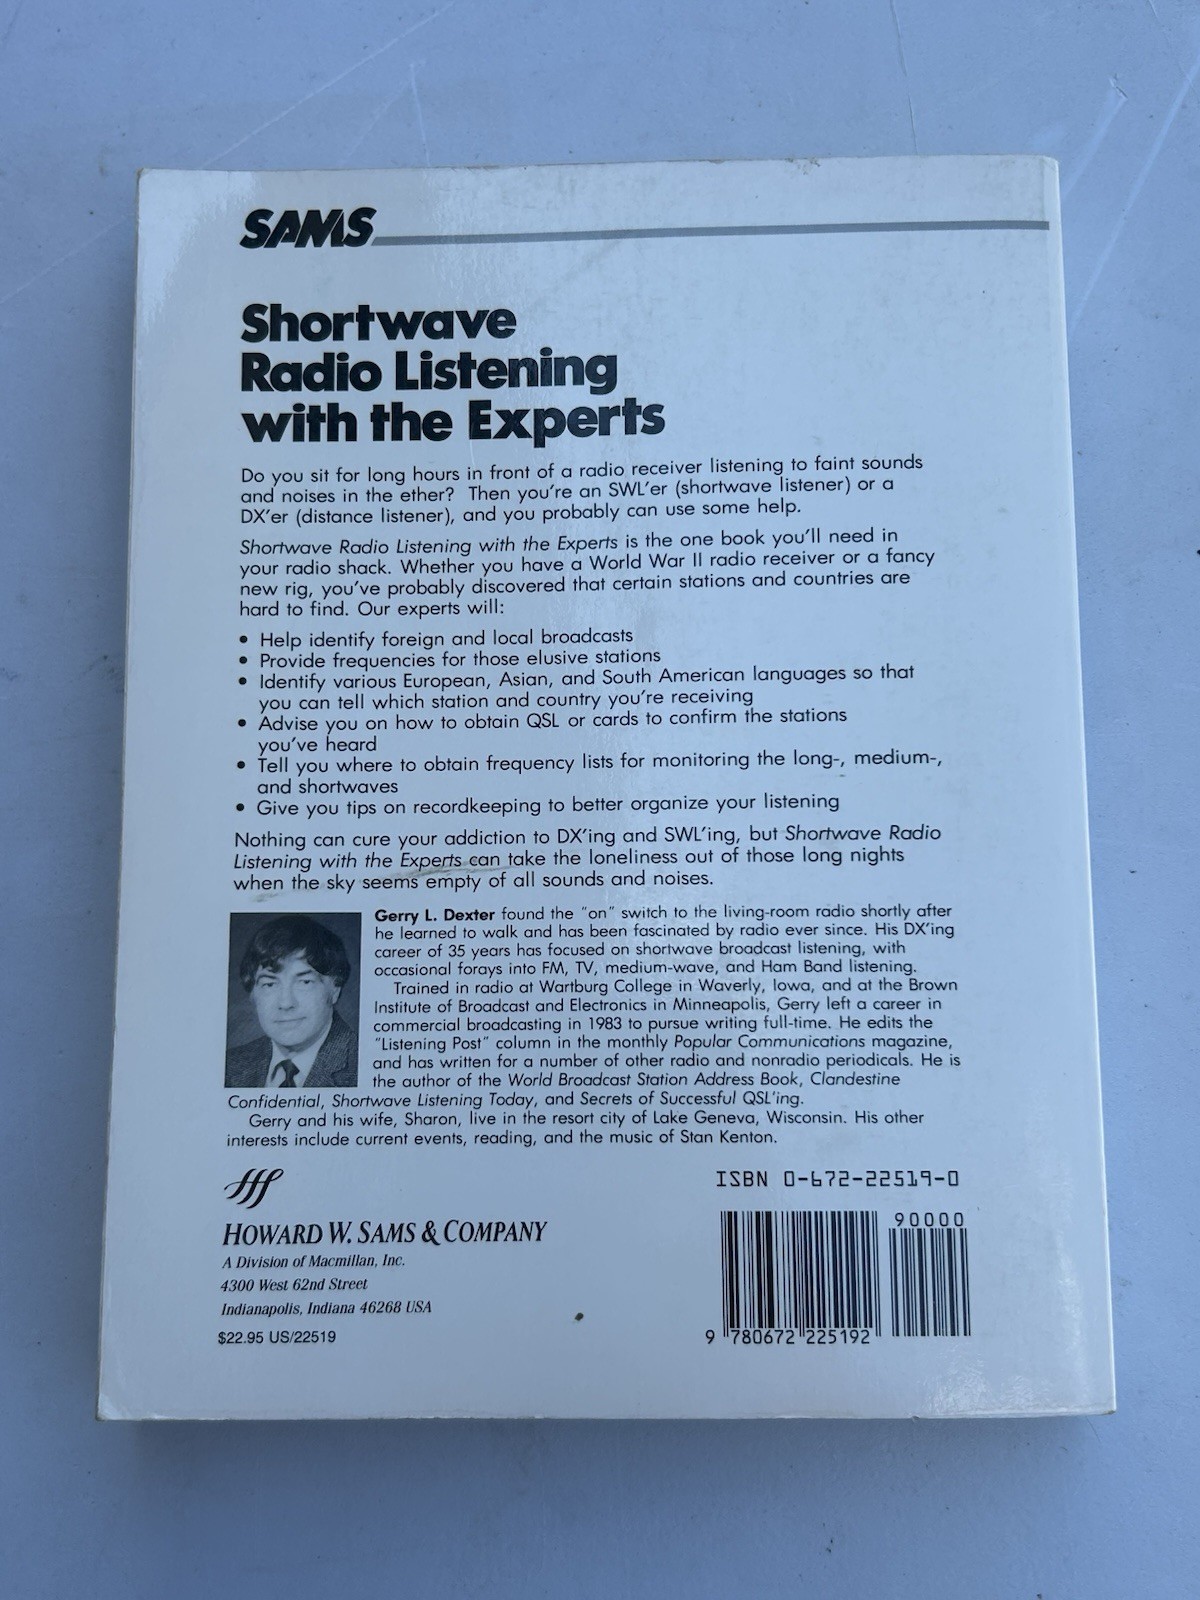 SAMS
Shortwave
Radio Listening
with the Experts
Do you sit for long hours in front of a radio receiver listening to faint sounds
and noises in the ether? Then you're an SWL'er (shortwave listener) or a
DX'er (distance listener), and you probably can use some help.
Shortwave Radio Listening with the Experts is the one book you'll need in
your radio shack. Whether you have a World War II radio receiver or a fancy
new rig, you've probably discovered that certain stations and countries are
hard to find. Our experts will:
• Help identify foreign and local broadcasts
• Provide frequencies for those elusive stations
• Identify various European, Asian, and South American languages so that
you can tell which station and country you're receiving
• Advise you on how to obtain QSL or cards to confirm the stations
you've heard
• Tell you where to obtain frequency lists for monitoring the long-, medium-,
and shortwaves
• Give you tips on recordkeeping to better organize your listening
Nothing can cure your addiction to DX'ing and SWL'ing, but Shortwave Radio
Listening with the Experts can take the loneliness out of those long nights
when the sky seems empty of all sounds and noises.
Gerry L. Dexter found the "on" switch to the living-room radio shortly after
he learned to walk and has been fascinated by radio ever since. His DX'ing
career of 35 years has focused on shortwave broadcast listening, with
occasional forays into FM, TV, medium-wave, and Ham Band listening.
Trained in radio at Wartburg College in Waverly, Iowa, and at the Brown
Institute of Broadcast and Electronics in Minneapolis, Gerry left a career in
commercial broadcasting in 1983 to pursue writing full-time. He edits the
"Listening Post" column in the monthly Popular Communications magazine,
and has written for a number of other radio and nonradio periodicals. He is
the author of the World Broadcast Station Address Book, Clandestine
Confidential, Shortwave Listening Today, and Secrets of Successful QSL'ing.
Gerry and his wife, Sharon, live in the resort city of Lake Geneva, Wisconsin. His other
interests include current events, reading, and the music of Stan Kenton.
HOWARD W. SAMS & COMPANY
A Division of Macmillan, Inc.
4300 West 62nd Street
Indianapolis, Indiana 46268 USA
$22.95 US/22519
ISBN 0-672-22519-0
90000
9 780672 225192